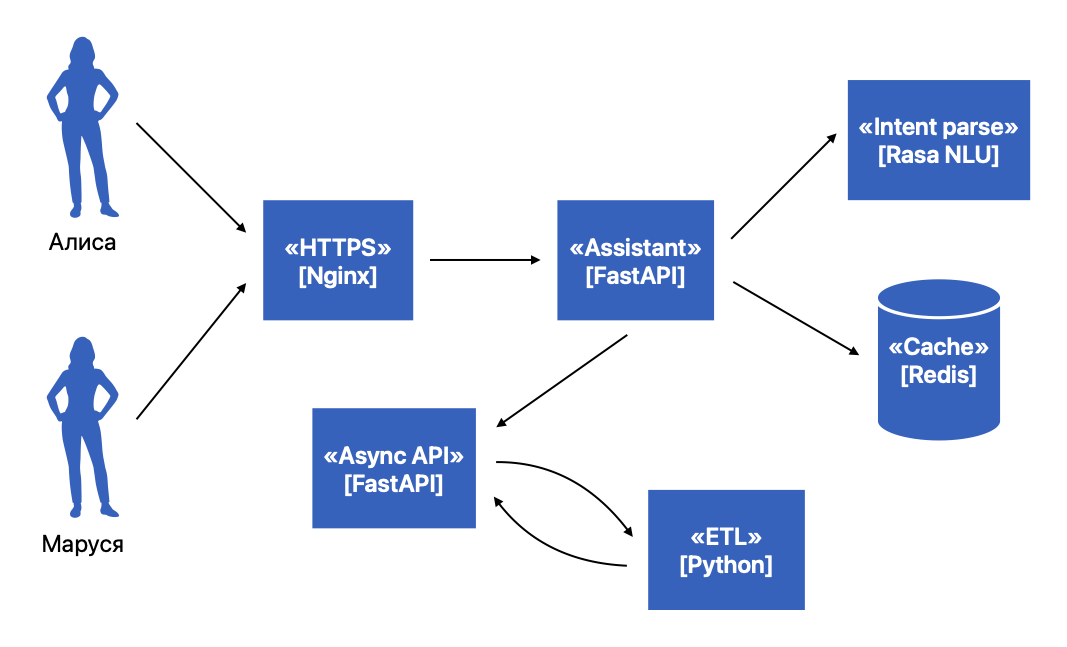 Алиса
Маруся
«HTTPS»
[Nginx]
«Assistant»
[FastAPI]
«Intent parse»
[Rasa NLU]
«Cache»
[Redis]
«Async API»
[FastAPI]
«ETL»
[Python]